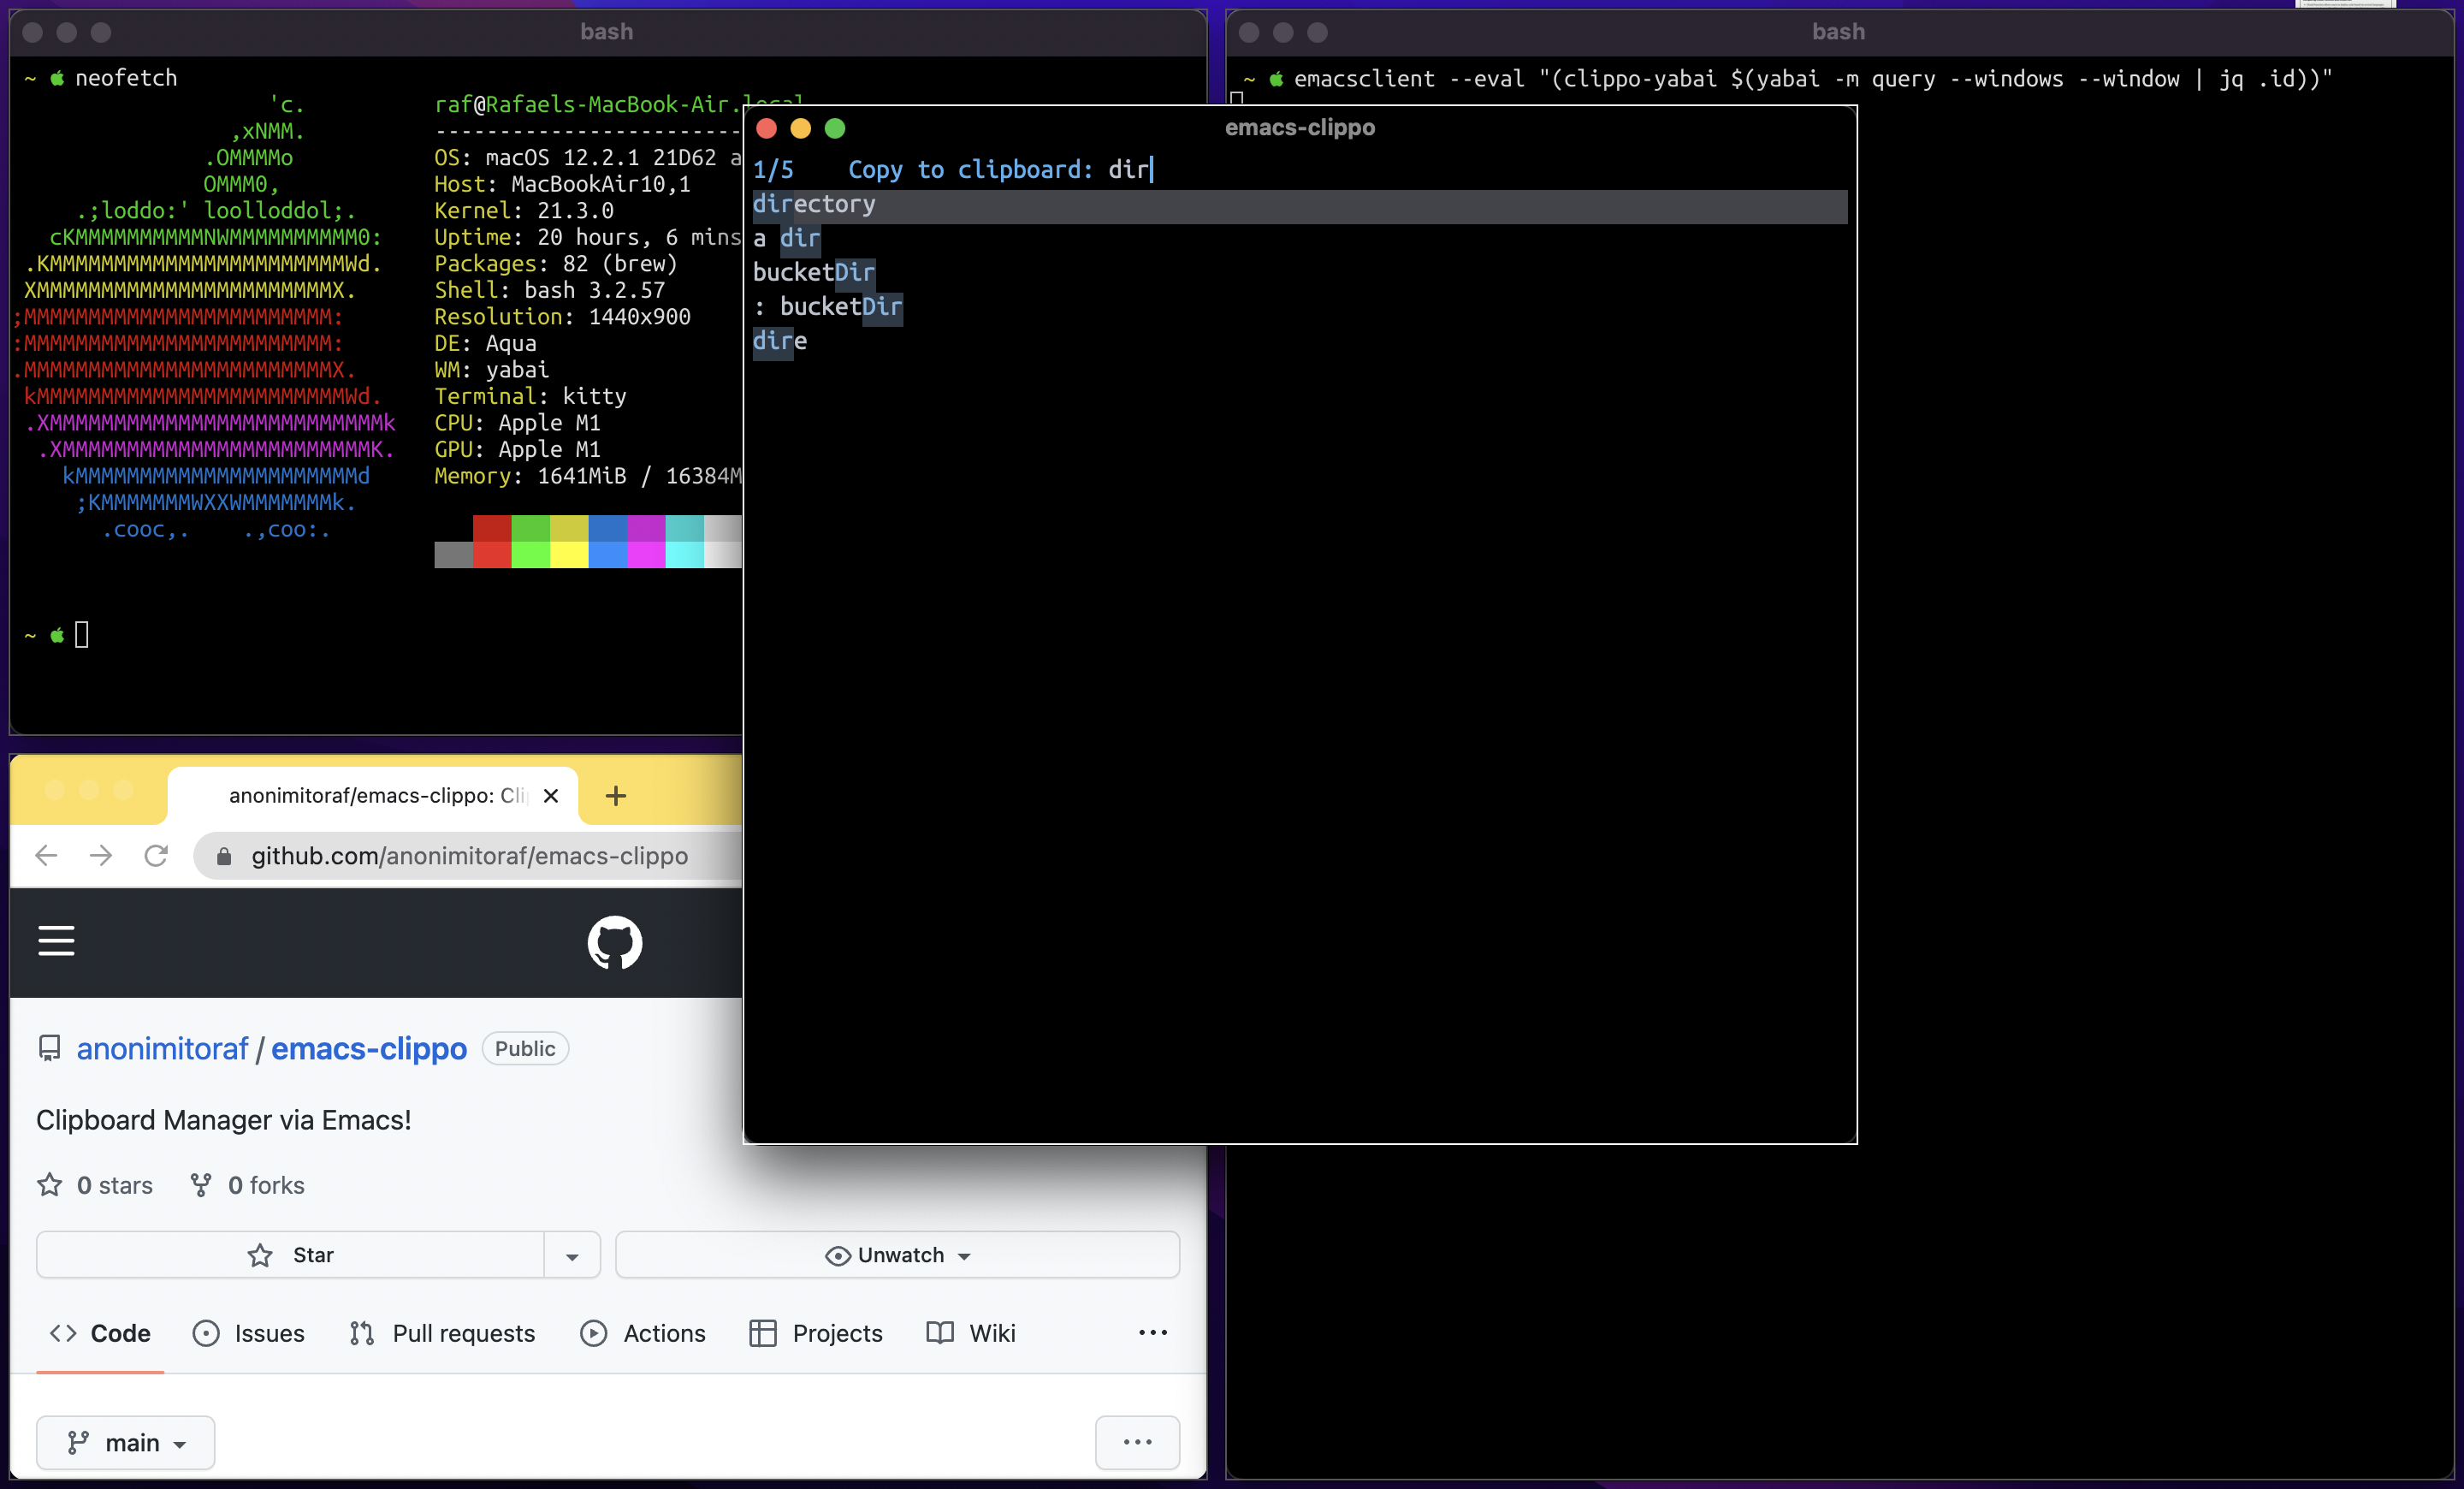 bash
~ neofetch
'c.
,xNMM.
.OMMMMo
OMMM0,
.;loddo:' loolloddol;.
cKMMMMMMMMMMNWMMMMMMMMMM0:
.KMMMMMMMMMMMMMMMMMMMMMMMWd.
XMMMMMMMMMMMMMMMMMMMMMMMX.
;MMMMMMMMMMMMMMMMMMMMMMMM:
:MMMMMMMMMMMMMMMMMMMMMMMM:
.MMMMMMMMMMMMMMMMMMMMMMMMX.
kMMMMMMMMMMMMMMMMMMMMMMMMWd.
.XMMMMMMMMMMMMMMMMMMMMMMMMMMk
.XMMMMMMMMMMMMMMMMMMMMMMMMK.
kMMMMMMMMMMMMMMMMMMMMMMd
;KMMMMMMMWXXWMMMMMMMk.
.cooc,.    .,coo:.
raf@Rafaels-MacBook-Air.local
------------------------
OS: macOS 12.2.1 21D62 a
Host: MacBookAir10,1
Kernel: 21.3.0
Uptime: 20 hours, 6 mins
Packages: 82 (brew)
Shell: bash 3.2.57
Resolution: 1440x900
DE: Aqua
WM: yabai
Terminal: kitty
CPU: Apple M1
GPU: Apple M1
Memory: 1641MiB / 16384M
~
bash
~ emacsclient --eval "(clippo-yabai $(yabai -m query --windows --window | jq .id))"
emacs-clippo
1/5    Copy to clipboard: dir
directory
a dir
bucketDir
: bucketDir
dire
anonimitoraf/emacs-clippo: Cli
github.com/anonimitoraf/emacs-clippo
anonimitoraf / emacs-clippo Public
Clipboard Manager via Emacs!
0 stars 0 forks
Star Unwatch
Code Issues Pull requests Actions Projects Wiki ...
main ...